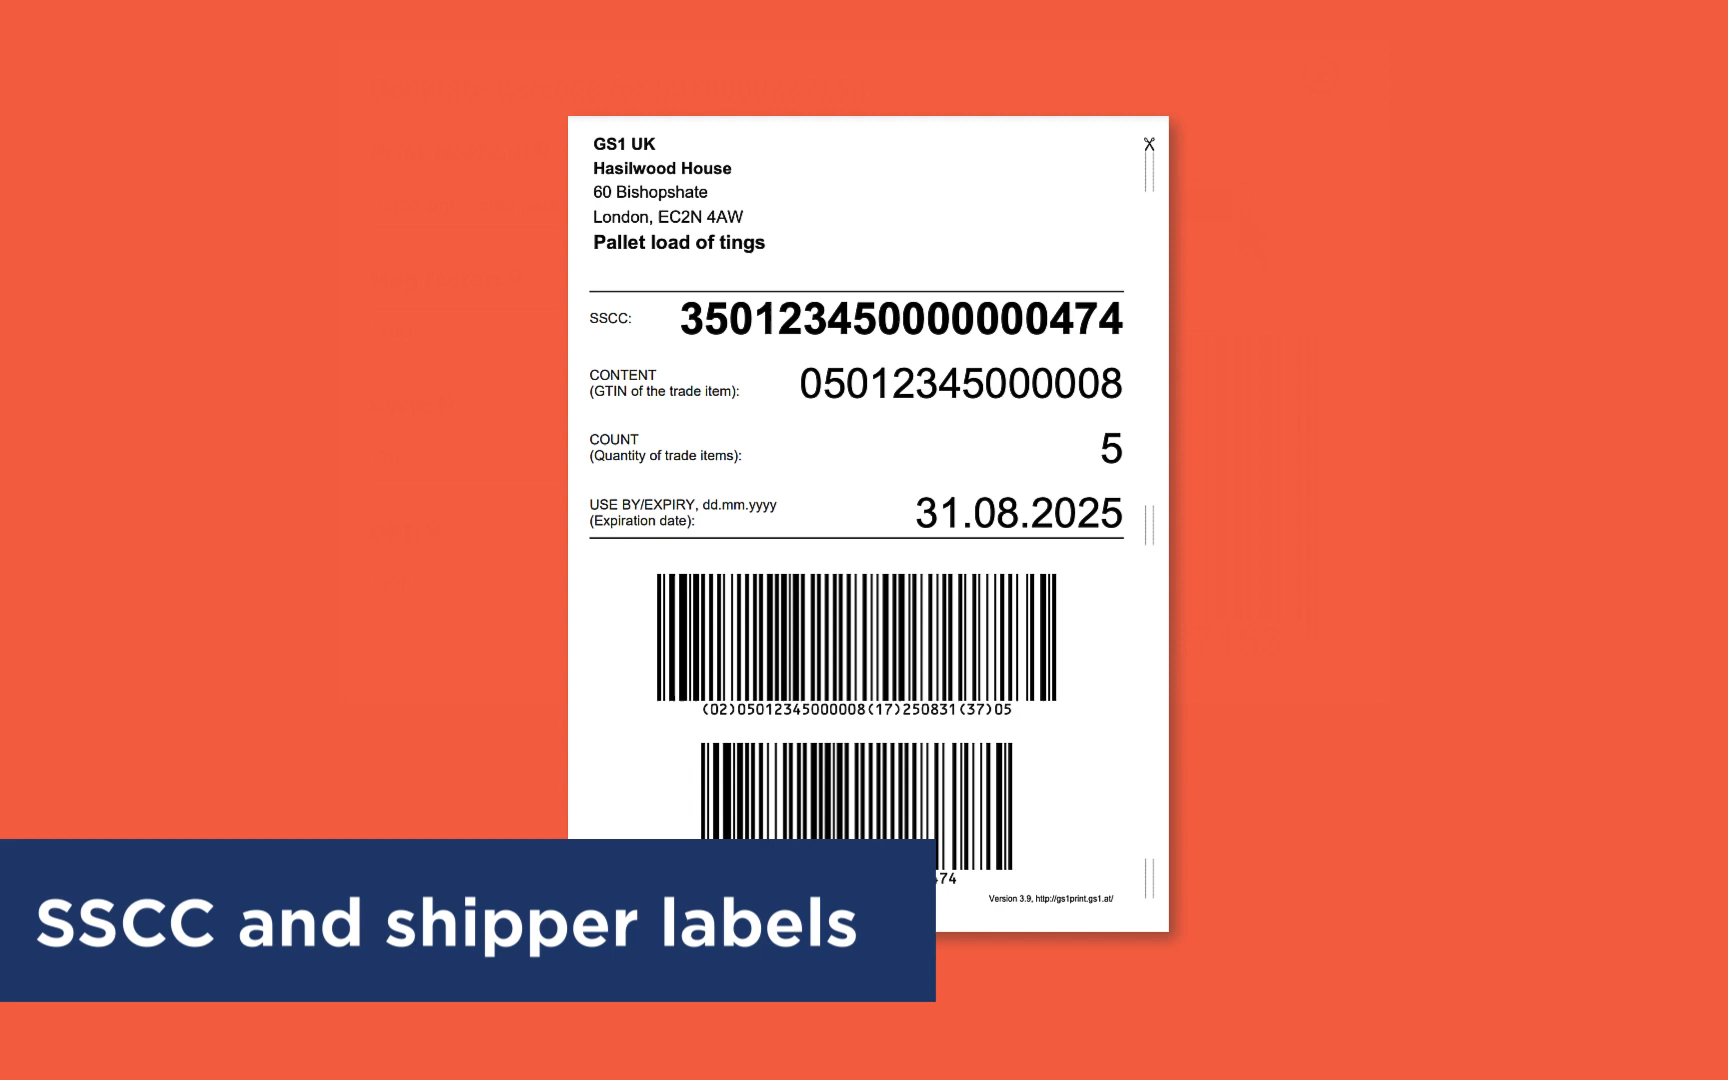 GS1 UK
Hasilwood House
60 Bishopshate
London, EC2N 4AW
Pallet load of tings
SSCC: 350123450000000474
CONTENT
(GTIN of the trade item): 05012345000008
COUNT
(Quantity of trade items): 5
USE BY/EXPIRY, dd.mm.yyyy
(Expiration date): 31.08.2025
(02)05012345000008(17)250831(37)05
74
Version 3.9, http://gs1print.gs1.at/
SSCC and shipper labels